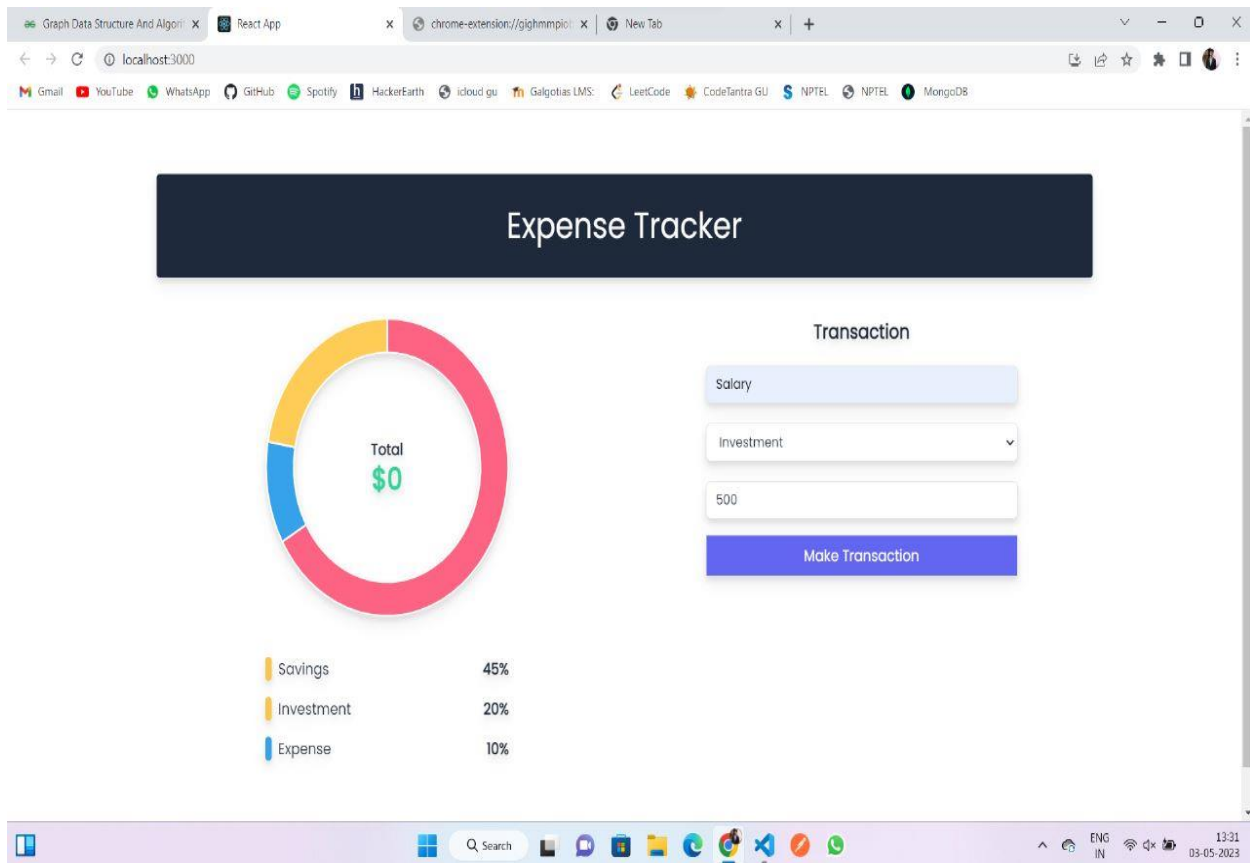 Graph Data Structure And Algori
React App
chrome-extension://gighmmpiob
New Tab
localhost:3000
Gmail YouTube WhatsApp GitHub Spotify HackerEarth icloud gu Galgotias LMS: LeetCode CodeTantra GU NPTEL NPTEL MongoDB
Expense Tracker
Total
$0
Savings 45%
Investment 20%
Expense 10%
Transaction
Salary
Investment
500
Make Transaction
Search
ENG
IN
13:31
03-05-2023